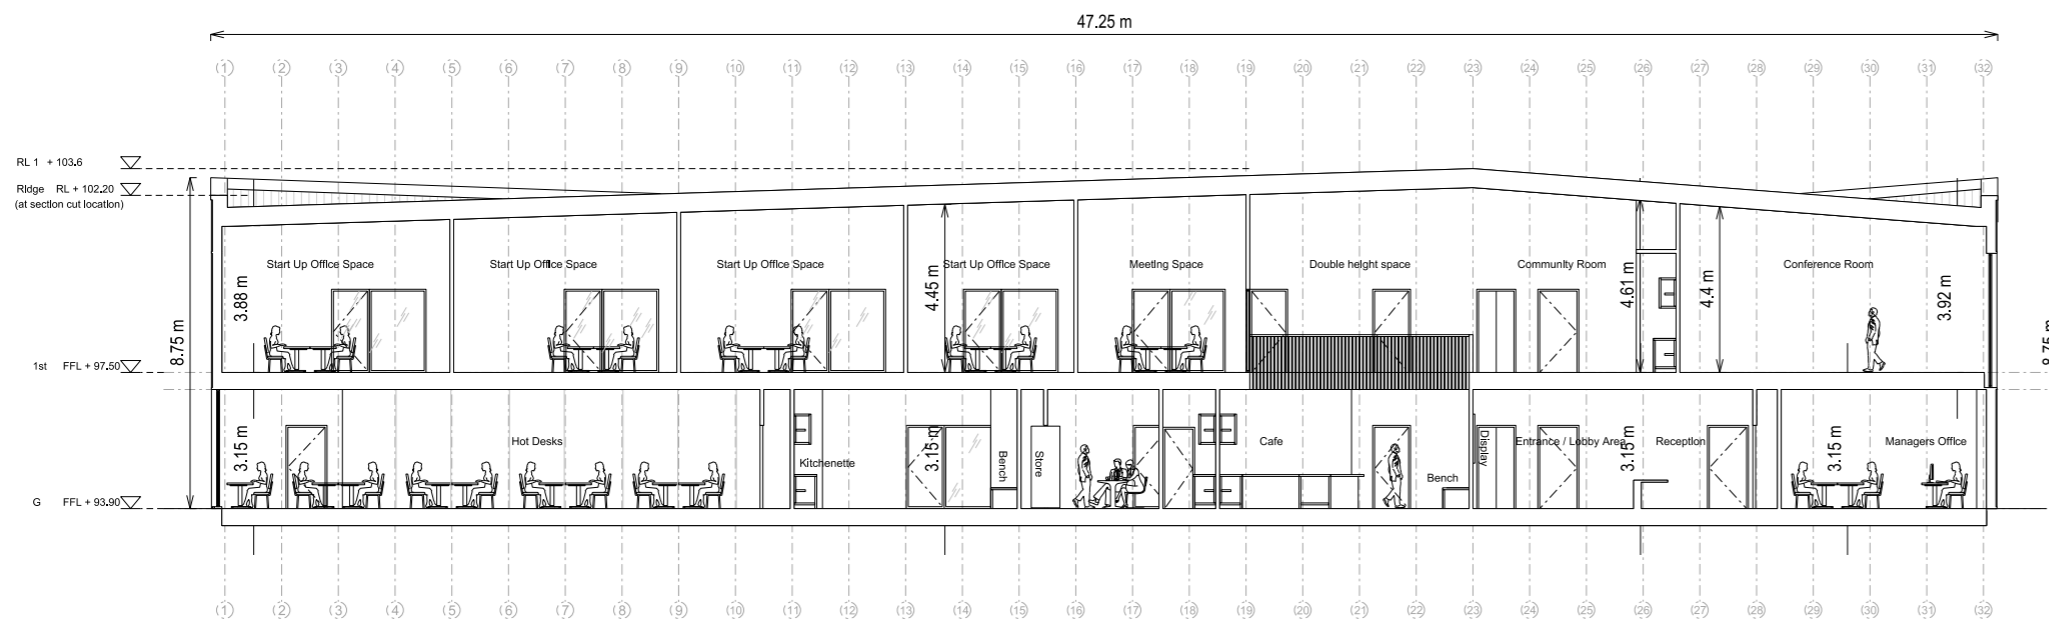 47.25 m
(1) (2) (3) (4) (5) (6) (7) (8) (9) (10) (11) (12) (13) (14) (15) (16) (17) (18) (19) (20) (21) (22) (23) (24) (25) (26) (27) (28) (29) (30) (31) (32)
RL 1 + 103.6
Ridge RL + 102.20
(at section cut location)
Start Up Office Space
Start Up Office Space
Start Up Office Space
Start Up Office Space
Meeting Space
Double height space
Community Room
Conference Room
8.75 m
3.88 m
4.45 m
4.61 m
4.4 m
3.92 m
8.75 m
1st FFL + 97.50
Hot Desks
Kitchenette
Bench
Store
Cafe
Bench
Display
Entrance / Lobby Area
Reception
Managers Office
3.15 m
3.15 m
3.15 m
3.15 m
G FFL + 93.90
(1) (2) (3) (4) (5) (6) (7) (8) (9) (10) (11) (12) (13) (14) (15) (16) (17) (18) (19) (20) (21) (22) (23) (24) (25) (26) (27) (28) (29) (30) (31) (32)